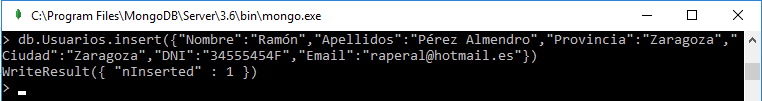 C:\Program Files\MongoDB\Server\3.6\bin\mongo.exe
> db.Usuarios.insert({"Nombre":"Ramón","Apellidos":"Pérez Almendro","Provincia":"Zaragoza","
Ciudad":"Zaragoza","DNI":"34555454F","Email":"raperal@hotmail.es"})
WriteResult({ "nInserted" : 1 })
>